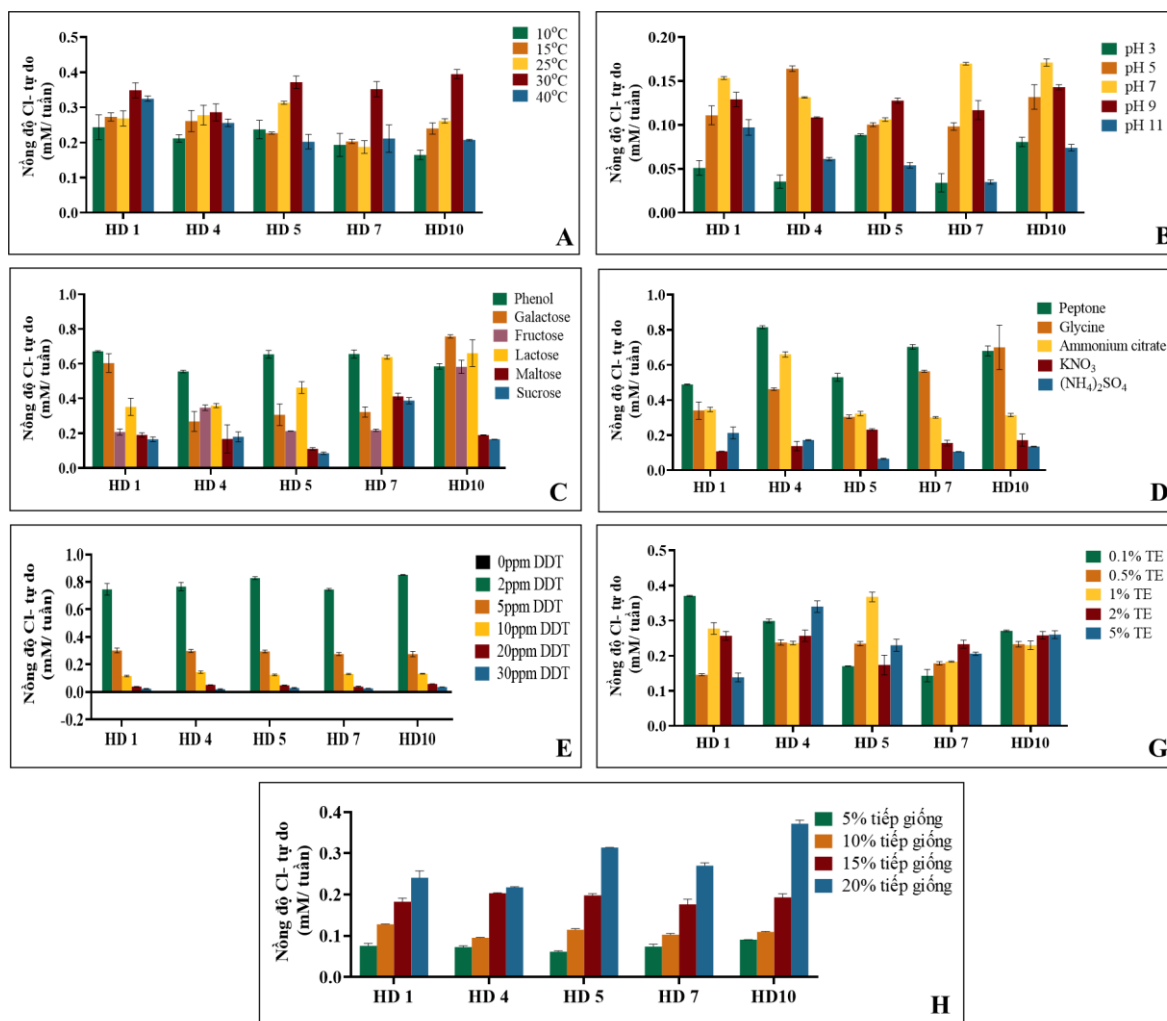 Nồng độ Cl- tự do
(mM/ tuần)
0.5
0.4
0.3
0.2
0.1
0.0
HD 1
HD 4
HD 5
HD 7
HD10
10°C
15°C
25°C
30°C
40°C
A
Nồng độ Cl- tự do
(mM/ tuần)
0.20
0.15
0.10
0.05
0.00
HD 1
HD 4
HD 5
HD 7
HD10
pH 3
pH 5
pH 7
pH 9
pH 11
B
Nồng độ Cl- tự do
(mM/ tuần)
1.0
0.8
0.6
0.4
0.2
0.0
HD 1
HD 4
HD 5
HD 7
HD10
Phenol
Galactose
Fructose
Lactose
Maltose
Sucrose
C
Nồng độ Cl- tự do
(mM/ tuần)
1.0
0.8
0.6
0.4
0.2
0.0
HD 1
HD 4
HD 5
HD 7
HD10
Peptone
Glycine
Ammonium citrate
KNO₃
(NH₄)₂SO₄
D
Nồng độ Cl- tự do
(mM/ tuần)
1.0
0.8
0.6
0.4
0.2
0.0
-0.2
HD 1
HD 4
HD 5
HD 7
HD10
0ppm DDT
2ppm DDT
5ppm DDT
10ppm DDT
20ppm DDT
30ppm DDT
E
Nồng độ Cl- tự do
(mM/ tuần)
0.5
0.4
0.3
0.2
0.1
0.0
HD 1
HD 4
HD 5
HD 7
HD10
0.1% TE
0.5% TE
1% TE
2% TE
5% TE
G
Nồng độ Cl- tự do
(mM/ tuần)
0.4
0.3
0.2
0.1
0.0
HD 1
HD 4
HD 5
HD 7
HD10
5% tiếp giống
10% tiếp giống
15% tiếp giống
20% tiếp giống
H